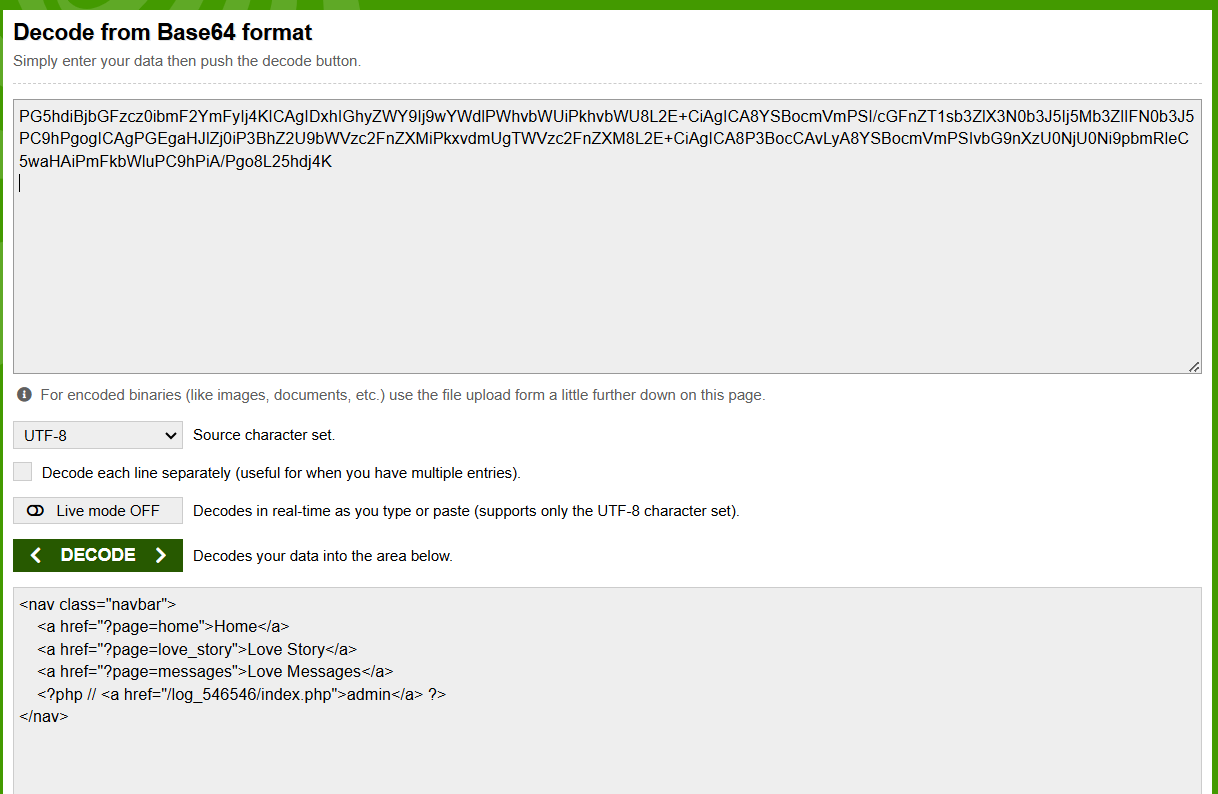 Decode from Base64 format
Simply enter your data then push the decode button.
PG5hdiBjbGFzcz0ibmF2YmFyIj4KICAgIDxhIGhyZWY9Ij9wYWdlPWhvbWUiPkhvbWU8L2E+CiAgICA8YSBocmVmPSI/cGFnZT1sb3ZlX3N0b3J5Ij5Mb3ZlIFN0b3J5
PC9hPgogICAgPGEgaHJlZj0iP3BhZ2U9bWVzc2FnZXMiPkxvdmUgTWVzc2FnZXM8L2E+CiAgICA8P3BocCAvLyA8YSBocmVmPSIvbG9nXzU0NjU0Ni9pbmRleC
5waHAiPmFkbWluPC9hPiA/Pgo8L25hdj4K
For encoded binaries (like images, documents, etc.) use the file upload form a little further down on this page.
UTF-8 Source character set.
Decode each line separately (useful for when you have multiple entries).
Live mode OFF Decodes in real-time as you type or paste (supports only the UTF-8 character set).
DECODE Decodes your data into the area below.
<nav class="navbar">
    <a href="?page=home">Home</a>
    <a href="?page=love_story">Love Story</a>
    <a href="?page=messages">Love Messages</a>
    <?php // <a href="/log_546546/index.php">admin</a> ?>
</nav>